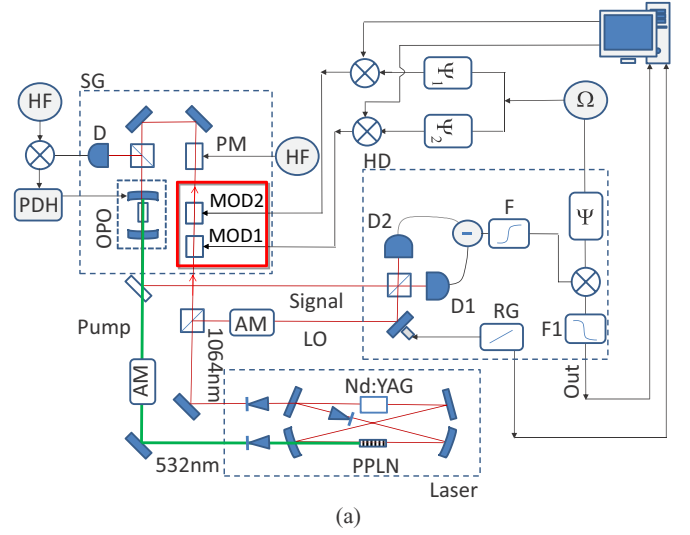 SG
HF
D
PM
HF
PDH
OPO
MOD2
MOD1
Ψ1
Ψ2
Ω
HD
D2
F
Ψ
-
D1
Signal
Pump
AM
LO
RG
F1
Out
1064nm
AM
Nd:YAG
PPLN
532nm
Laser
(a)